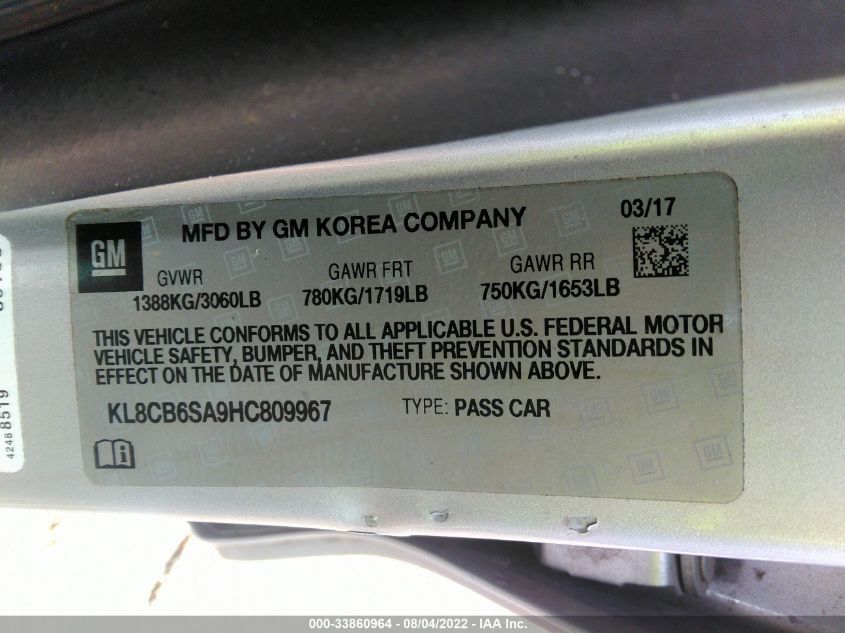 GM
MFD BY GM KOREA COMPANY
03/17
GVWR
GAWR FRT
GAWR RR
1388KG/3060LB
780KG/1719LB
750KG/1653LB
THIS VEHICLE CONFORMS TO ALL APPLICABLE U.S. FEDERAL MOTOR
VEHICLE SAFETY, BUMPER, AND THEFT PREVENTION STANDARDS IN
EFFECT ON THE DATE OF MANUFACTURE SHOWN ABOVE.
KL8CB6SA9HC809967
TYPE: PASS CAR
42488519
000-33860964 - 08/04/2022 - IAA Inc.